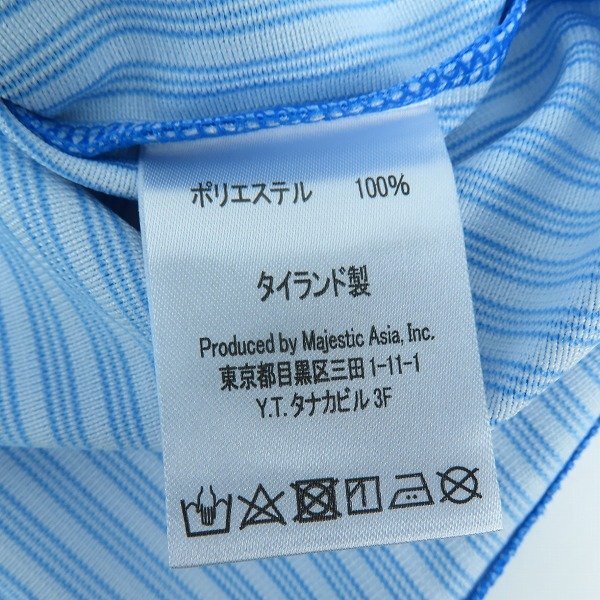 ポリエステル 100%
タイランド製
Produced by Majestic Asia, Inc.
東京都目黒区三田 1-11-1
Y.T. タナカビル 3F